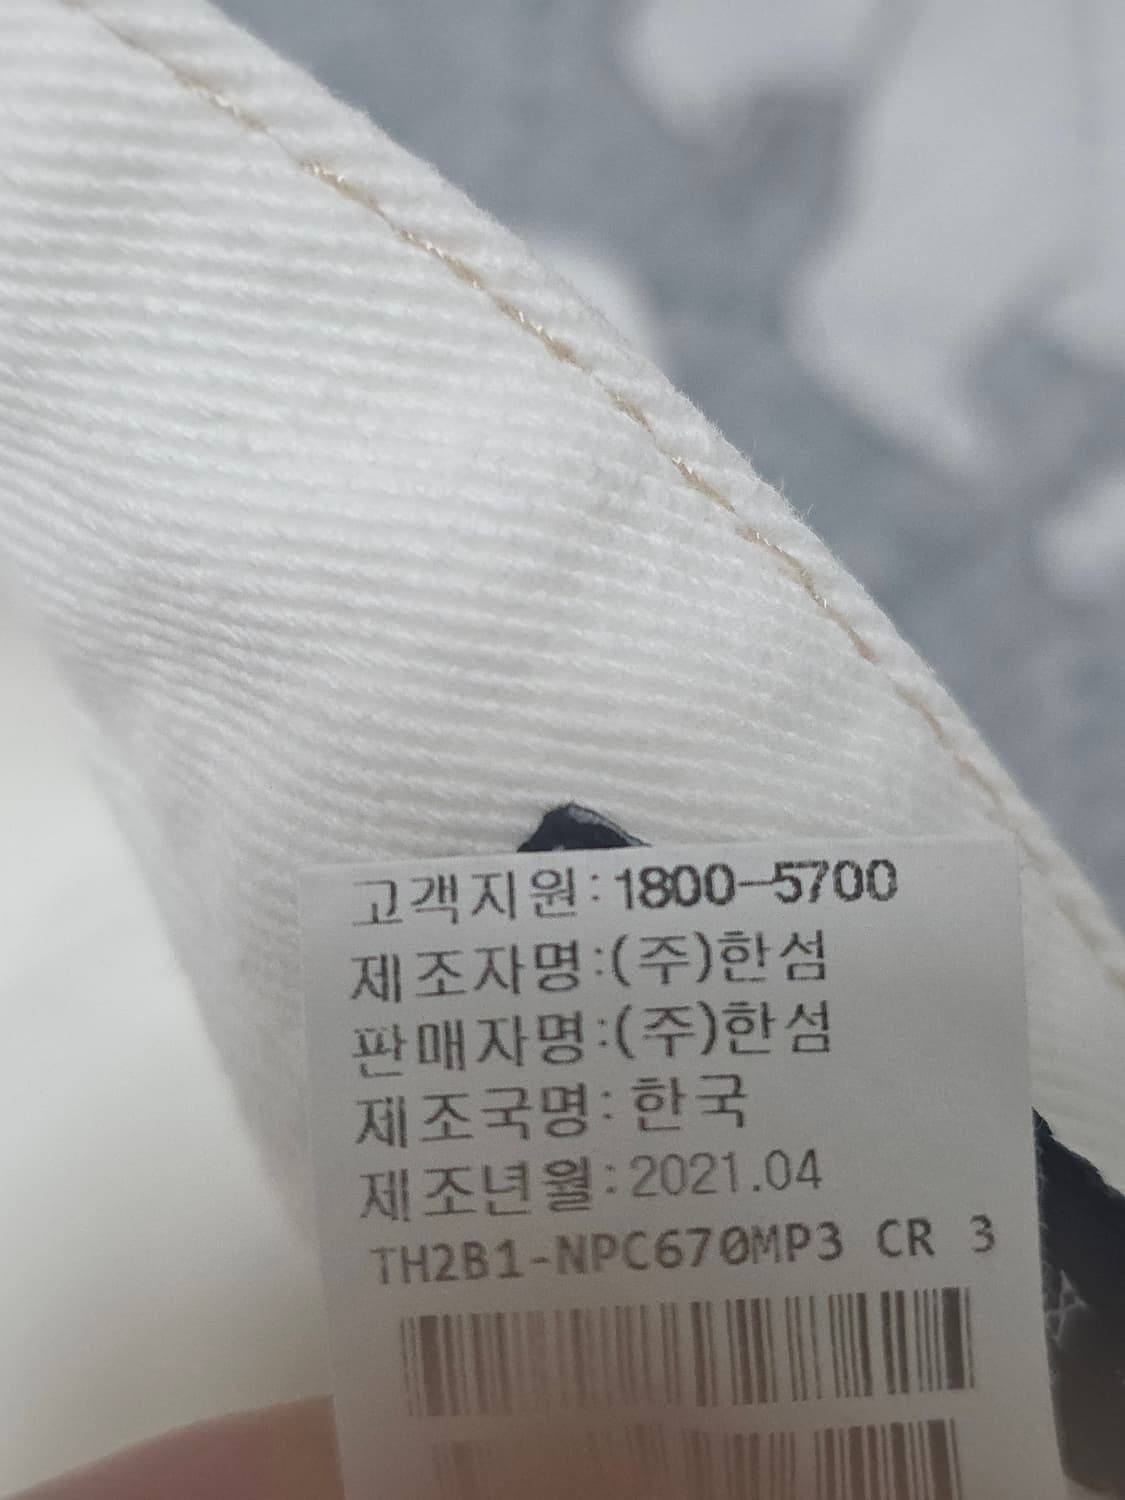 고객지원:1800-5700
제조자명:(주)한섬
판매자명:(주)한섬
제조국명: 한국
제조년월:2021.04
TH2B1-NPC670MP3 CR 3